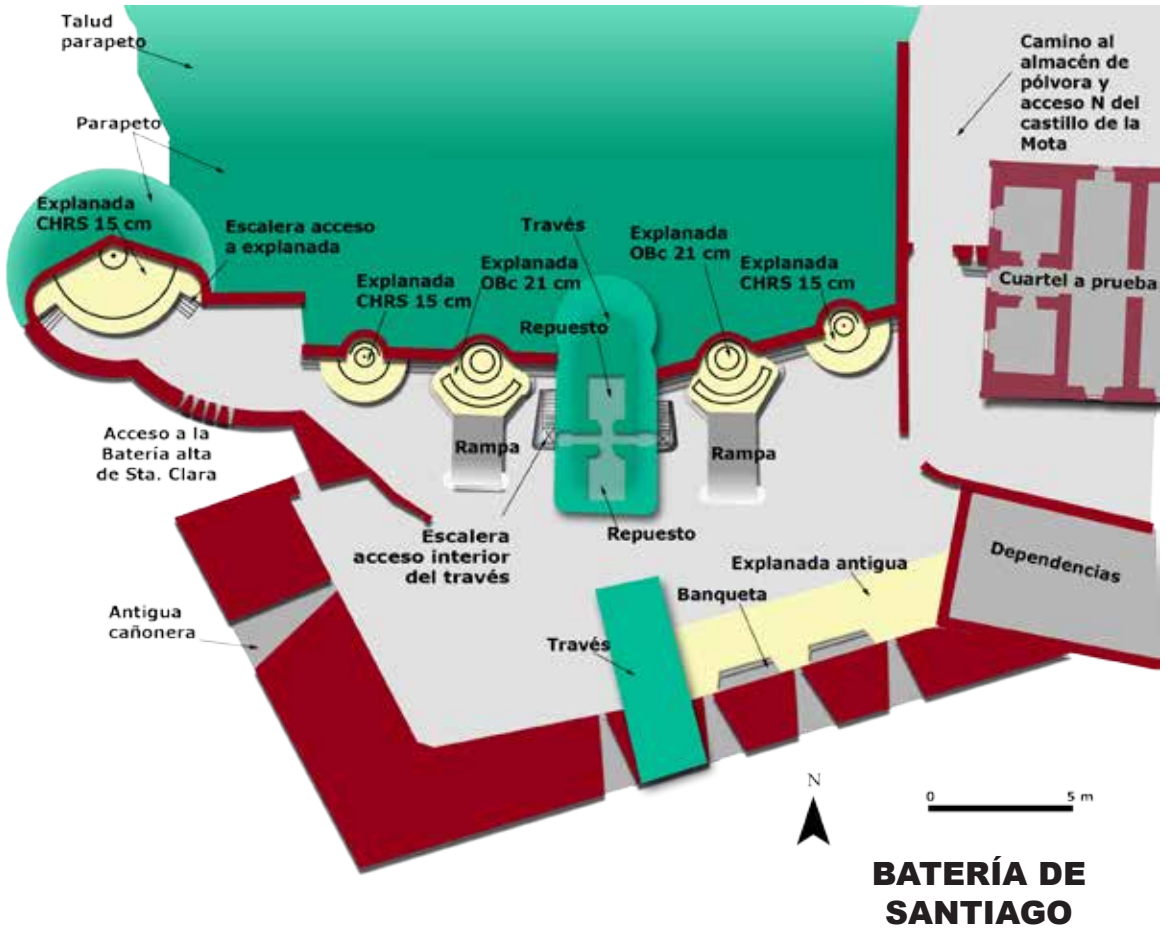 Talud
parapeto
Camino al
almacén de
pólvora y
acceso N del
castillo de la
Mota
Parapeto
Explanada
CHRS 15 cm
Escalera acceso
a explanada
Través
Explanada
OBc 21 cm
Explanada
OBc 21 cm
Explanada
CHRS 15 cm
Explanada
CHRS 15 cm
Cuartel a prueba
Repuesto
Acceso a la
Batería alta
de Sta. Clara
Rampa
Rampa
Escalera
acceso interior
del través
Repuesto
Explanada antigua
Dependencias
Banqueta
Antigua
cañonera
Través
N
0
5 m
BATERÍA DE
SANTIAGO